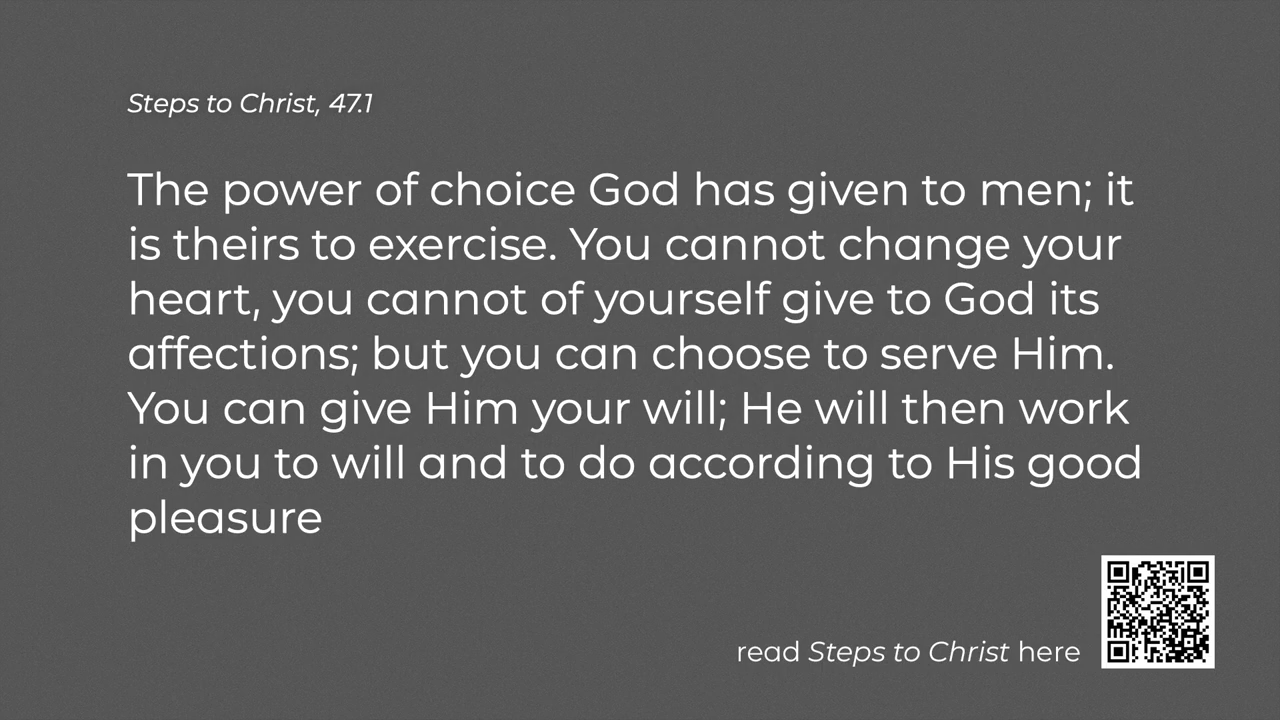 Steps to Christ, 47.1
The power of choice God has given to men; it
is theirs to exercise. You cannot change your
heart, you cannot of yourself give to God its
affections; but you can choose to serve Him.
You can give Him your will; He will then work
in you to will and to do according to His good
pleasure
read Steps to Christ here